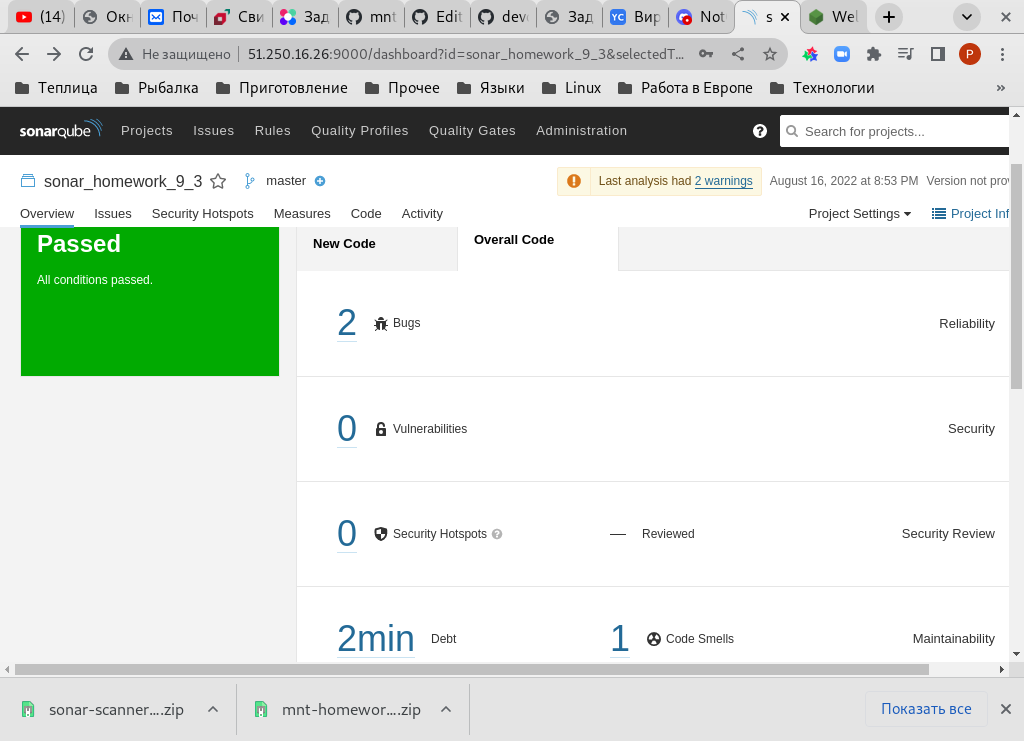 (14)
Окн
Поч
Сви
Зад
mnt
Edit
devo
Зад
YC Вир
Not
s
Wel
Не защищено 51.250.16.26:9000/dashboard?id=sonar_homework_9_3&selectedT...
P
Теплица Рыбалка Приготовление Прочее Языки Linux Работа в Европе Технологии »
sonarqube Projects Issues Rules Quality Profiles Quality Gates Administration ? Search for projects...
sonar_homework_9_3 master Last analysis had 2 warnings August 16, 2022 at 8:53 PM Version not prov
Overview Issues Security Hotspots Measures Code Activity Project Settings Project Inf
Passed
All conditions passed.
New Code Overall Code
2 Bugs Reliability
0 Vulnerabilities Security
0 Security Hotspots ? — Reviewed Security Review
2min Debt 1 Code Smells Maintainability
sonar-scanner....zip mnt-homewor....zip Показать все